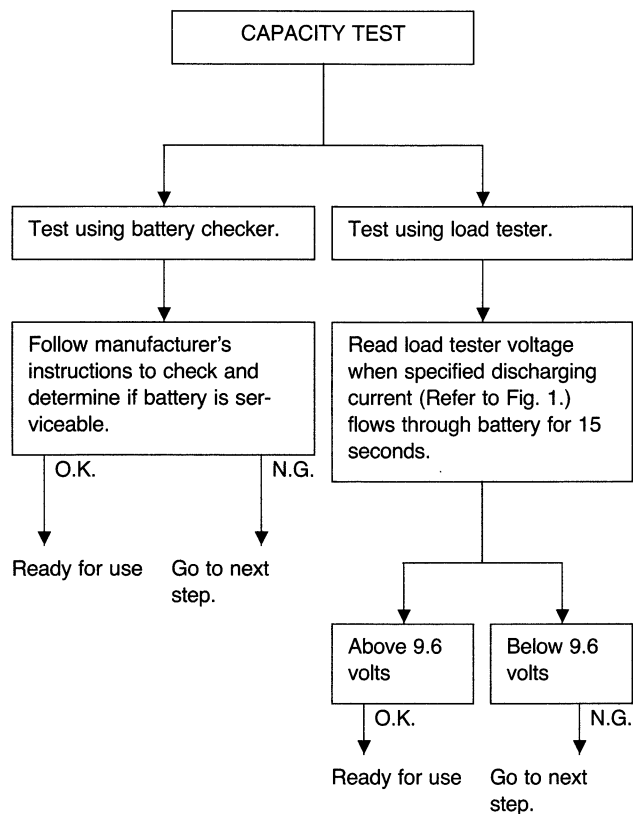 CAPACITY TEST
Test using battery checker.
Test using load tester.
Follow manufacturer's
instructions to check and
determine if battery is ser-
viceable.
Read load tester voltage
when specified discharging
current (Refer to Fig. 1.)
flows through battery for 15
seconds.
O.K.
N.G.
Ready for use
Go to next
step.
Above 9.6
volts
Below 9.6
volts
O.K.
N.G.
Ready for use
Go to next
step.